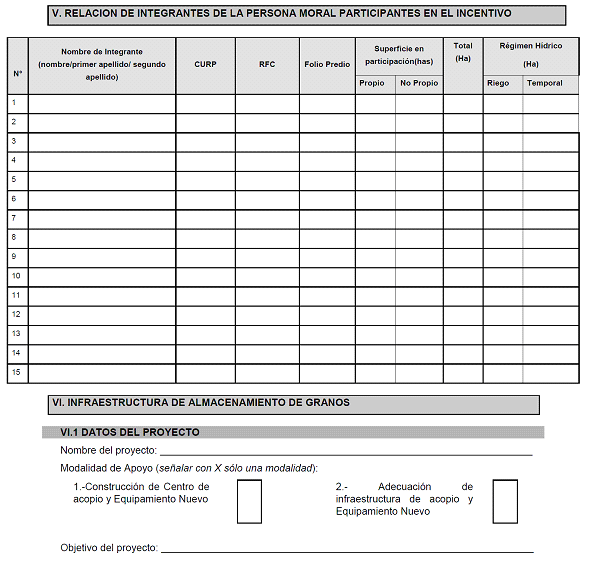 V. RELACION DE INTEGRANTES DE LA PERSONA MORAL PARTICIPANTES EN EL INCENTIVO
N°
Nombre de Integrante
(nombre/primer apellido/ segundo
apellido)
CURP
RFC
Folio Predio
Superficie en
participación(has)
Propio
No Propio
Total
(Ha)
Régimen Hídrico
(Ha)
Riego
Temporal
1
2
3
4
5
6
7
8
9
10
11
12
13
14
15
VI. INFRAESTRUCTURA DE ALMACENAMIENTO DE GRANOS
VI.1 DATOS DEL PROYECTO
Nombre del proyecto:
Modalidad de Apoyo (señalar con X sólo una modalidad):
1.-Construcción de Centro de
acopio y Equipamiento Nuevo
2.- Adecuación de
infraestructura de acopio y
Equipamiento Nuevo
Objetivo del proyecto: